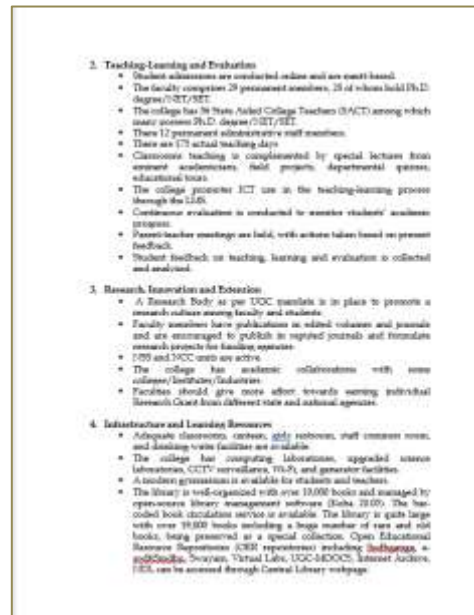 2. Teaching-Learning and Evaluation
• Student admissions are conducted online and are merit-based.
• The faculty comprises 29 permanent members, 25 of whom hold Ph.D.
degree/NET/SET.
• The college has 36 State Aided College Teachers (SACT) among which
many possess Ph.D. degree/NET/SET.
• There 12 permanent administrative staff members.
• There are 175 actual teaching days
• Classroom teaching is complemented by special lectures from
eminent academicians, field projects, departmental quizzes,
educational tours.
• The college promotes ICT use in the teaching-learning process
through the LMS.
• Continuous evaluation is conducted to monitor students' academic
progress.
• Parent-teacher meetings are held, with actions taken based on
feedback.
• Student feedback on teaching, learning and evaluation is collected
and analyzed.
3. Research, Innovation and Extension
• A Research Body as per UGC mandate is in place to promote a
research culture among faculty and students.
• Faculty members have publications in edited volumes and journals
and are encouraged to publish in reputed journals and formulate
research projects for funding agencies.
• NSS and NCC units are active.
• The college has academic collaborations with some
colleges/Institutes/Industries.
• Faculties should give more effort towards earning individual
Research Grant from different state and national agencies.
4. Infrastructure and Learning Resources
• Adequate classrooms, canteen, girls restroom, staff common room,
and drinking water facilities are available.
• The college has computing laboratories, upgraded science
laboratories, CCTV surveillance, Wi-Fi, and generator facilities.
• A modern gymnasium is available for students and teachers.
• The library is well-organized with over 19,000 books and managed by
open-source library management software (Koha). The bar-
coded book circulation service is available. The library is quite large
with over 19,000 books including a huge number of rare and old
books, being preserved as a special collection. Open Educational
Resource Repositories (OER repositories) including Shodhganga, e-
Swayam, Virtual Labs, UGC-MOOCS, Internet Archive,
NDL can be accessed through Central Library webpage.